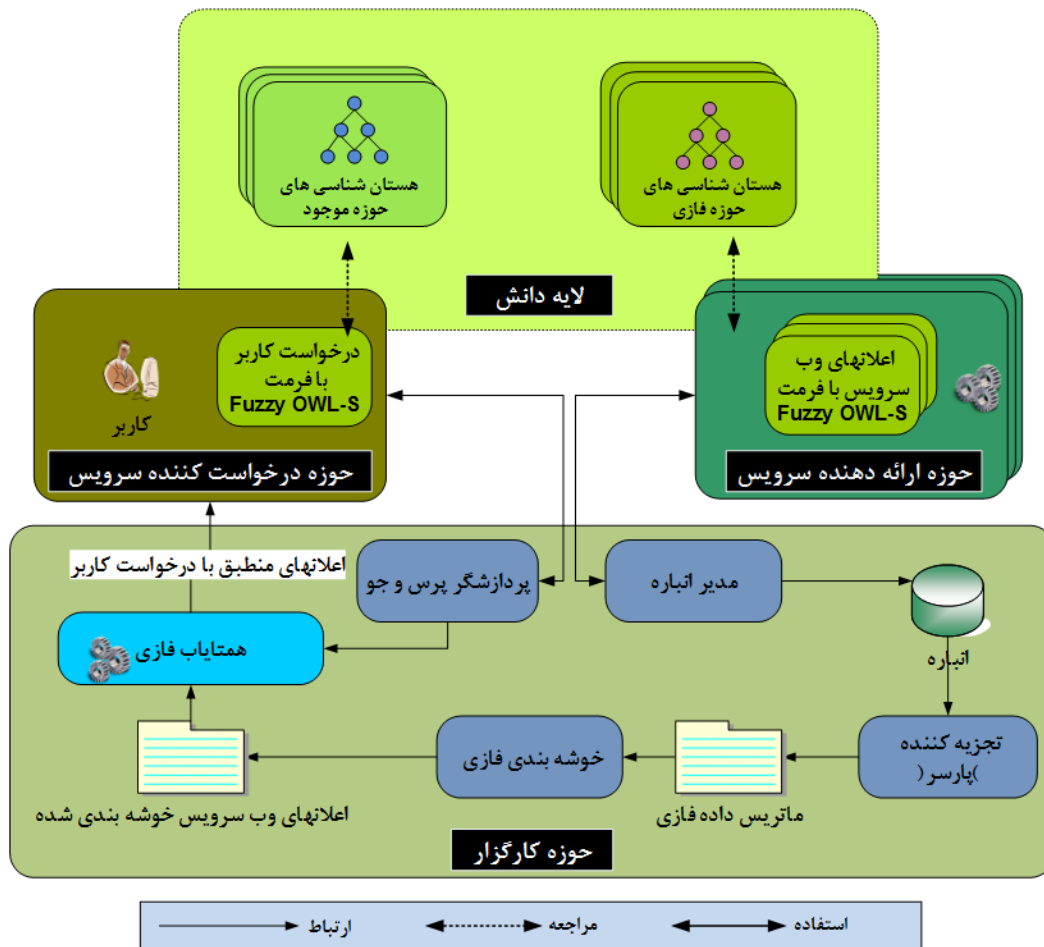 هستان شناسی های
حوزه موجود
هستان شناسی های
حوزه فازی
لایه دانش
درخواست کاربر
با فرمت
Fuzzy OWL-S
کاربر
حوزه درخواست کننده سرویس
اعلانهای وب
سرویس با فرمت
Fuzzy OWL-S
حوزه ارائه دهنده سرویس
اعلانهای منطبق با درخواست کاربر
پردازشگر پرس و جو
مدیر انباره
انباره
همتایاب فازی
تجزیه کننده
)پارسر(
ماتریس داده فازی
خوشه بندی فازی
اعلانهای وب سرویس خوشه بندی شده
حوزه کارگزار
ارتباط
مراجعه
استفاده